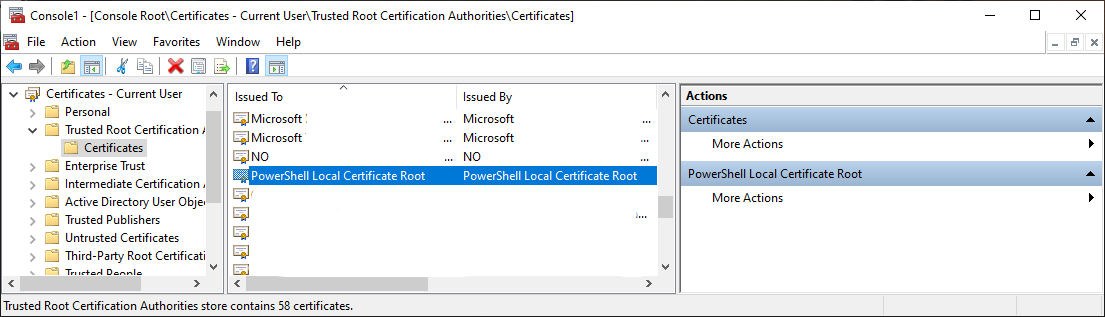 Console1 - [Console Root\Certificates - Current User\Trusted Root Certification Authorities\Certificates]
File Action View Favorites Window Help
Certificates - Current User
Personal
Trusted Root Certification A
Certificates
Enterprise Trust
Intermediate Certification A
Active Directory User Obje
Trusted Publishers
Untrusted Certificates
Third-Party Root Certificati
Trusted People
Issued To Issued By
Microsoft ... Microsoft ...
Microsoft ... Microsoft ...
NO ... NO ...
PowerShell Local Certificate Root PowerShell Local Certificate Root
...
Actions
Certificates
More Actions
PowerShell Local Certificate Root
More Actions
Trusted Root Certification Authorities store contains 58 certificates.